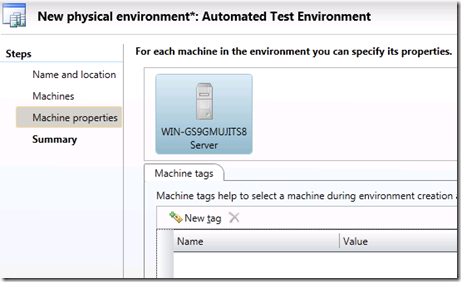 New physical environment*: Automated Test Environment
Steps
Name and location
Machines
Machine properties
Summary
For each machine in the environment you can specify its properties.
WIN-GS9GMUJITS8
Server
Machine tags
Machine tags help to select a machine during environment creation a
New tag
Name
Value